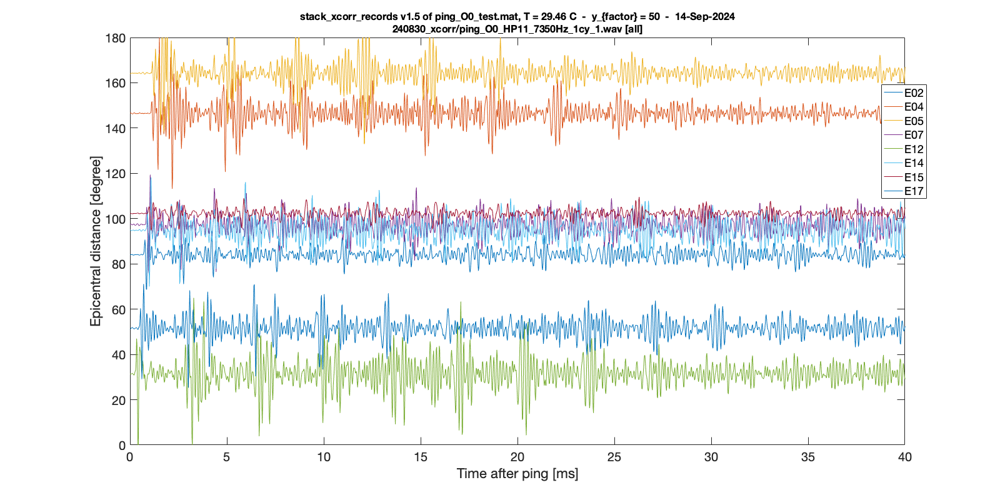 stack_xcorr_records v1.5 of ping_O0_test.mat, T = 29.46 C - y_{factor} = 50 - 14-Sep-2024
240830_xcorr/ping_O0_HP11_7350Hz_1cy_1.wav [all]
180
160
140
120
100
80
60
40
20
0
Epicentral distance [degree]
E02
E04
E05
E07
E12
E14
E15
E17
0 5 10 15 20 25 30 35 40
Time after ping [ms]